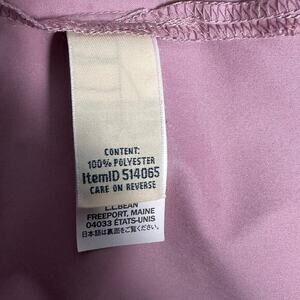 CONTENT:
100% POLYESTER
ItemID 514065
CARE ON REVERSE
L.L.BEAN
FREEPORT, MAINE
04033 ÉTATS-UNIS
日本語は裏面をご覧ください。